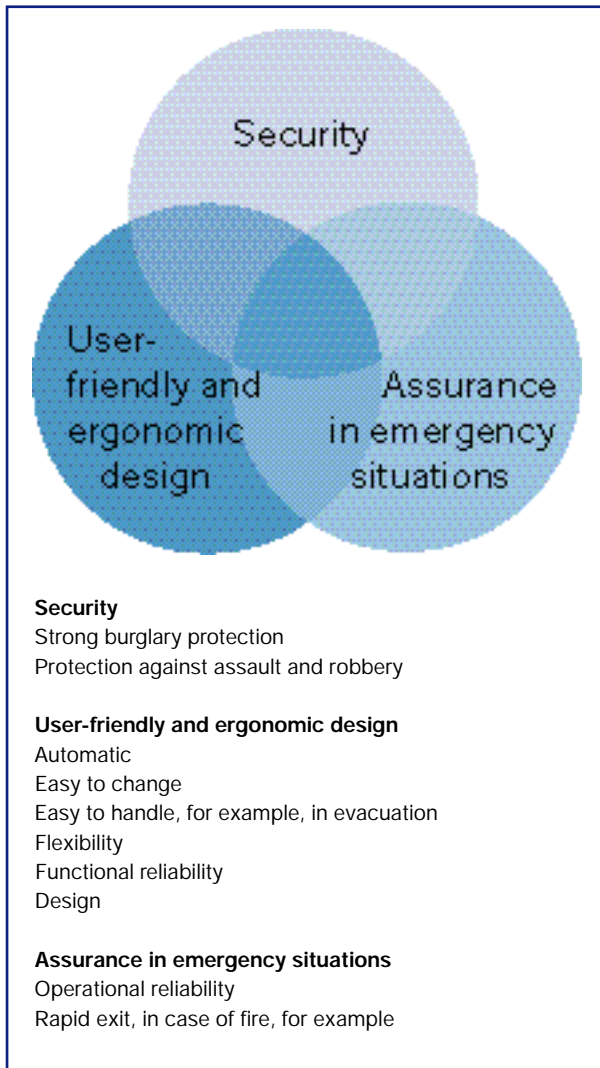 Security
User-
friendly and
ergonomic
design
Assurance
in emergency
situations
Security
Strong burglary protection
Protection against assault and robbery
User-friendly and ergonomic design
Automatic
Easy to change
Easy to handle, for example, in evacuation
Flexibility
Functional reliability
Design
Assurance in emergency situations
Operational reliability
Rapid exit, in case of fire, for example